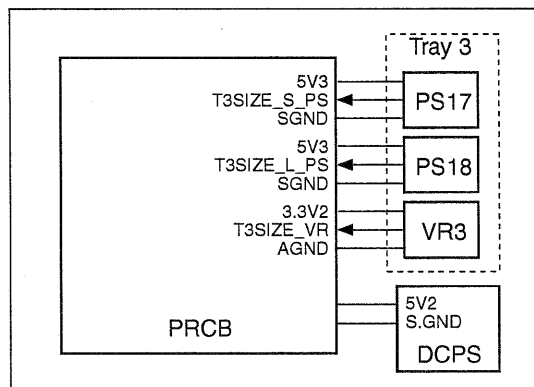 Tray 3
5V3
T3SIZE_S_PS
SGND
PS17
5V3
T3SIZE_L_PS
SGND
PS18
3.3V2
T3SIZE_VR
AGND
VR3
PRCB
5V2
S.GND
DCPS